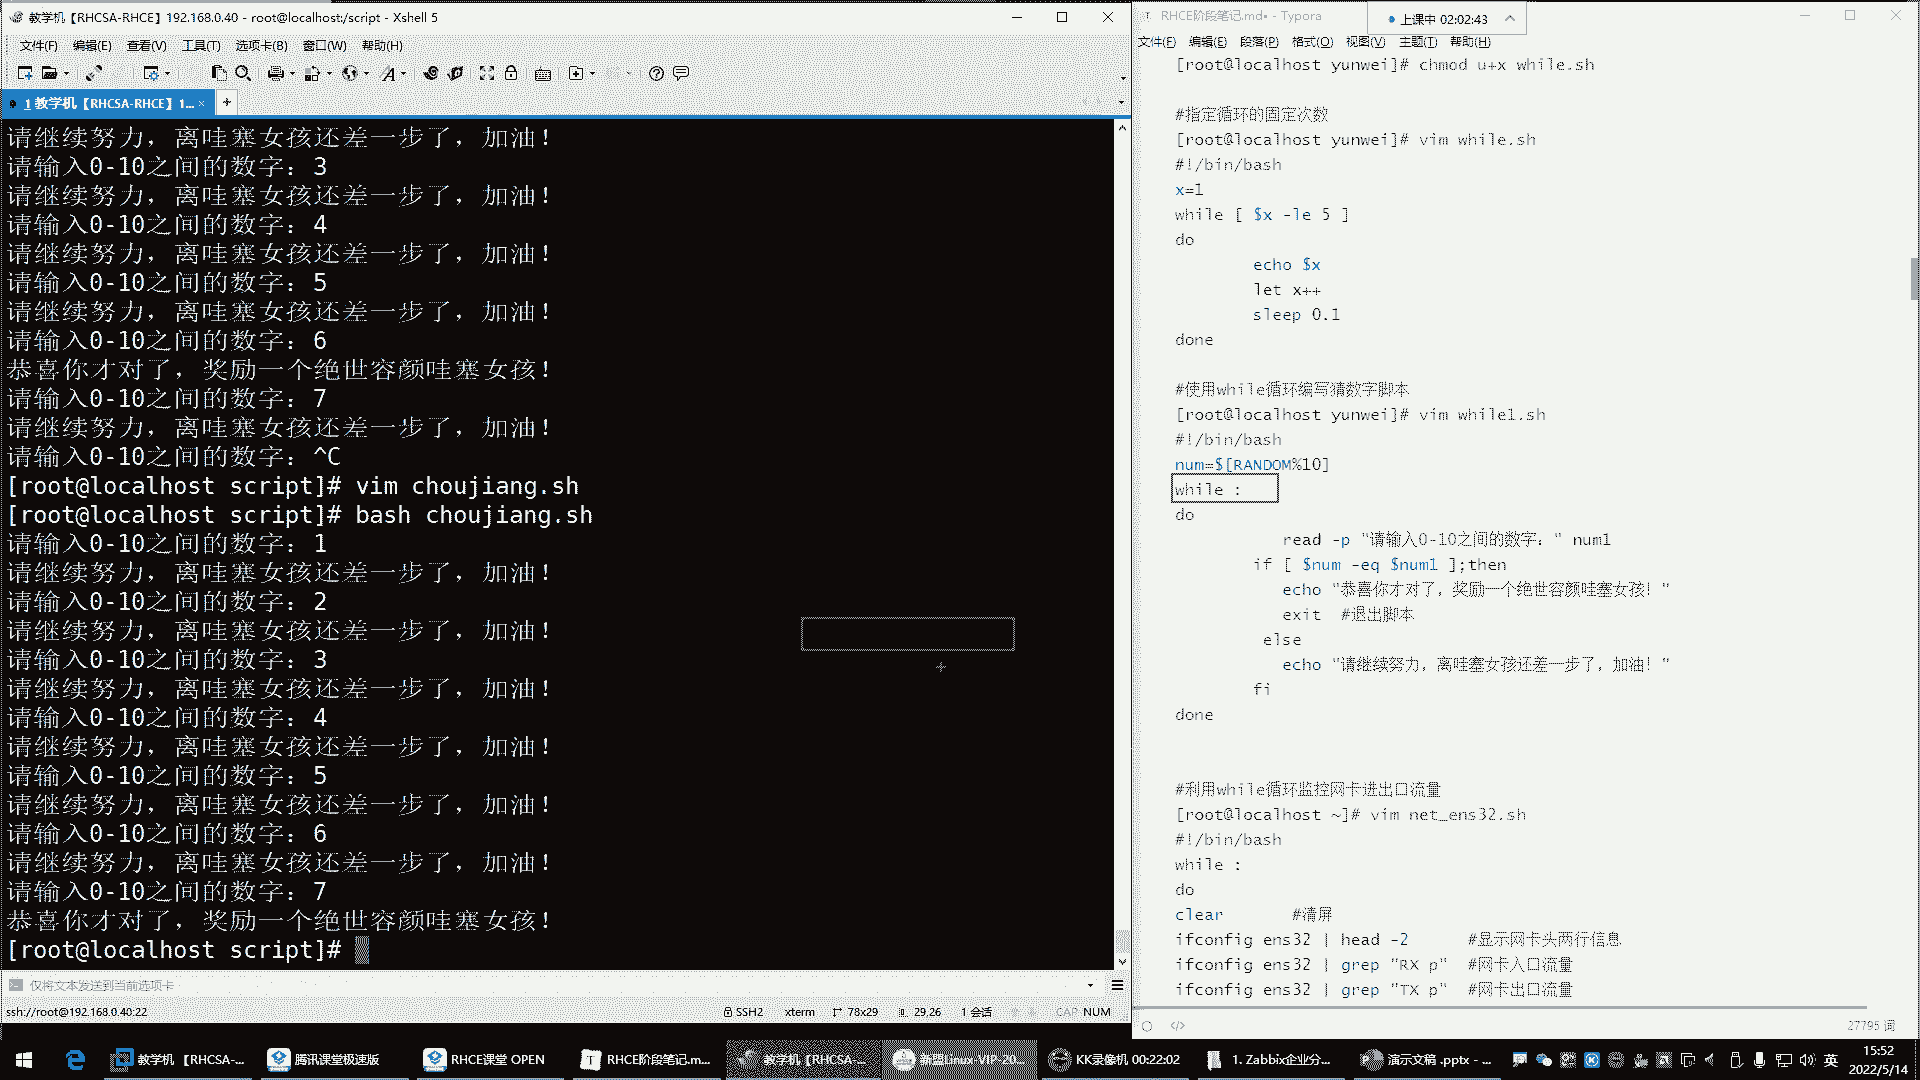 教学机【RHCSA-RHCE】192.168.0.40 - root@localhost:/script - Xshell 5
文件(F) 编辑(E) 查看(V) 工具(T) 选项卡(B) 窗口(W) 帮助(H)
1 教学机【RHCSA-RHCE】1... × +
请继续努力，离哇塞女孩还差一步了，加油！
请输入0-10之间的数字：3
请继续努力，离哇塞女孩还差一步了，加油！
请输入0-10之间的数字：4
请继续努力，离哇塞女孩还差一步了，加油！
请输入0-10之间的数字：5
请继续努力，离哇塞女孩还差一步了，加油！
请输入0-10之间的数字：6
恭喜你才对了，奖励一个绝世容颜哇塞女孩！
请输入0-10之间的数字：7
请继续努力，离哇塞女孩还差一步了，加油！
请输入0-10之间的数字：^C
[root@localhost script]# vim choujiang.sh
[root@localhost script]# bash choujiang.sh
请输入0-10之间的数字：1
请继续努力，离哇塞女孩还差一步了，加油！
请输入0-10之间的数字：2
请继续努力，离哇塞女孩还差一步了，加油！
请输入0-10之间的数字：3
请继续努力，离哇塞女孩还差一步了，加油！
请输入0-10之间的数字：4
请继续努力，离哇塞女孩还差一步了，加油！
请输入0-10之间的数字：5
请继续努力，离哇塞女孩还差一步了，加油！
请输入0-10之间的数字：6
请继续努力，离哇塞女孩还差一步了，加油！
请输入0-10之间的数字：7
恭喜你才对了，奖励一个绝世容颜哇塞女孩！
[root@localhost script]#
仅将文本发送到当前选项卡
ssh://root@192.168.0.40:22 SSH2 xterm 78x29 29,26 1 会话 CAP NUM
RHCE阶段笔记.md• - Typora
上课中 02:02:43
文件(F) 编辑(E) 段落(P) 格式(O) 视图(V) 主题(T) 帮助(H)
[root@localhost yunwei]# chmod u+x while.sh
#指定循环的固定次数
[root@localhost yunwei]# vim while.sh
#!/bin/bash
x=1
while [ $x -le 5 ]
do
echo $x
let x++
sleep 0.1
done
#使用while循环编写猜数字脚本
[root@localhost yunwei]# vim while1.sh
#!/bin/bash
num=$[RANDOM%10]
while :
do
read -p "请输入0-10之间的数字：" num1
if [ $num -eq $num1 ];then
echo "恭喜你才对了，奖励一个绝世容颜哇塞女孩！"
exit #退出脚本
else
echo "请继续努力，离哇塞女孩还差一步了，加油！"
fi
done
#利用while循环监控网卡进出口流量
[root@localhost ~]# vim net_ens32.sh
#!/bin/bash
while :
do
clear #清屏
ifconfig ens32 | head -2 #显示网卡头两行信息
ifconfig ens32 | grep "RX p" #网卡入口流量
ifconfig ens32 | grep "TX p" #网卡出口流量
</> 27795 词
教学机 【RHCSA-... 腾讯课堂极速版 RHCE课堂 OPEN RHCE阶段笔记.m... 教学机【RHCSA-... 新盟Linux-VIP-20... KK录像机 00:22:02 1. Zabbix企业分... 演示文稿 .pptx - ... 英
15:52
2022/5/14